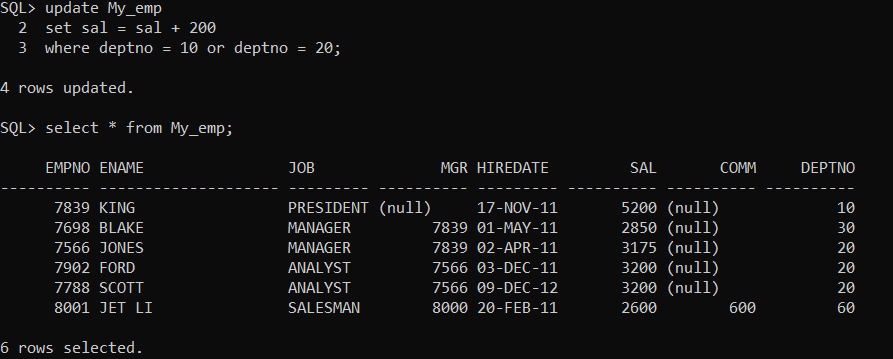 SQL> update My_emp
2 set sal = sal + 200
3 where deptno = 10 or deptno = 20;
4 rows updated.
SQL> select * from My_emp;
EMPNO ENAME JOB MGR HIREDATE SAL COMM DEPTNO
---------- -------------------- --------- ---------- --------- ---------- ---------- ----------
7839 KING PRESIDENT (null) 17-NOV-11 5200 (null) 10
7698 BLAKE MANAGER 7839 01-MAY-11 2850 (null) 30
7566 JONES MANAGER 7839 02-APR-11 3175 (null) 20
7902 FORD ANALYST 7566 03-DEC-11 3200 (null) 20
7788 SCOTT ANALYST 7566 09-DEC-12 3200 (null) 20
8001 JET LI SALESMAN 8000 20-FEB-11 2600 600 60
6 rows selected.